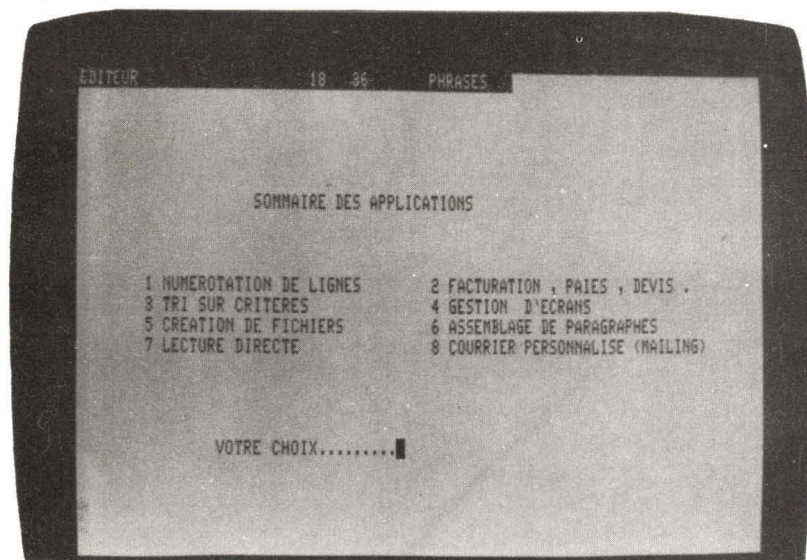 EDITEUR 18 36 PHRASES
SOMMAIRE DES APPLICATIONS
1 NUMEROTATION DE LIGNES 2 FACTURATION , PAIES , DEVIS .
3 TRI SUR CRITERES 4 GESTION D'ECRANS
5 CREATION DE FICHIERS 6 ASSEMBLAGE DE PARAGRAPHES
7 LECTURE DIRECTE 8 COURRIER PERSONNALISE (MAILING)
VOTRE CHOIX.........